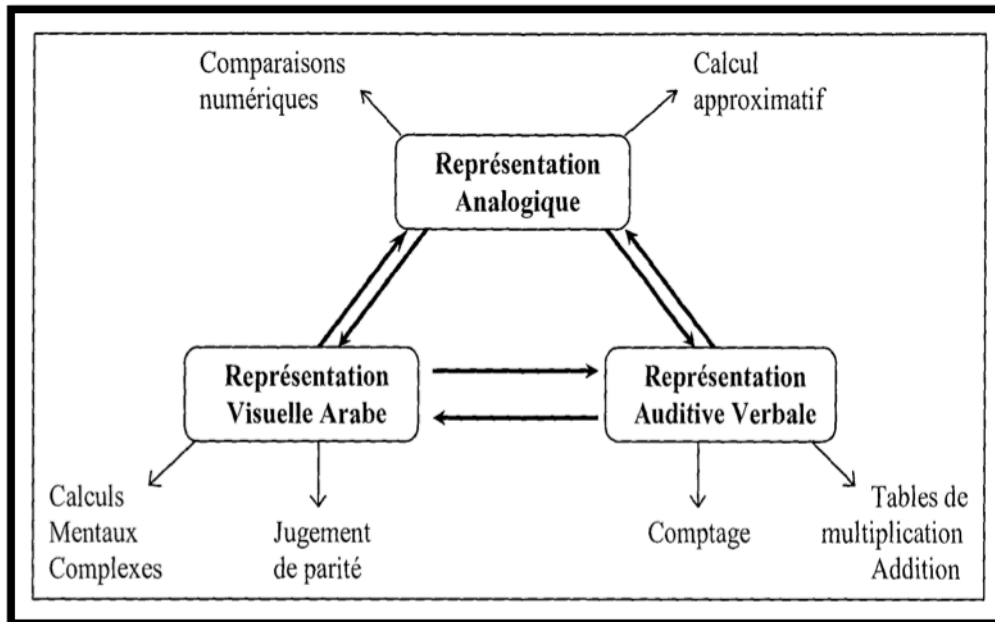 Comparaisons
numériques
Calcul
approximatif
Représentation
Analogique
Représentation
Visuelle Arabe
Représentation
Auditive Verbale
Calculs
Mentaux
Complexes
Jugement
de parité
Comptage
Tables de
multiplication
Addition